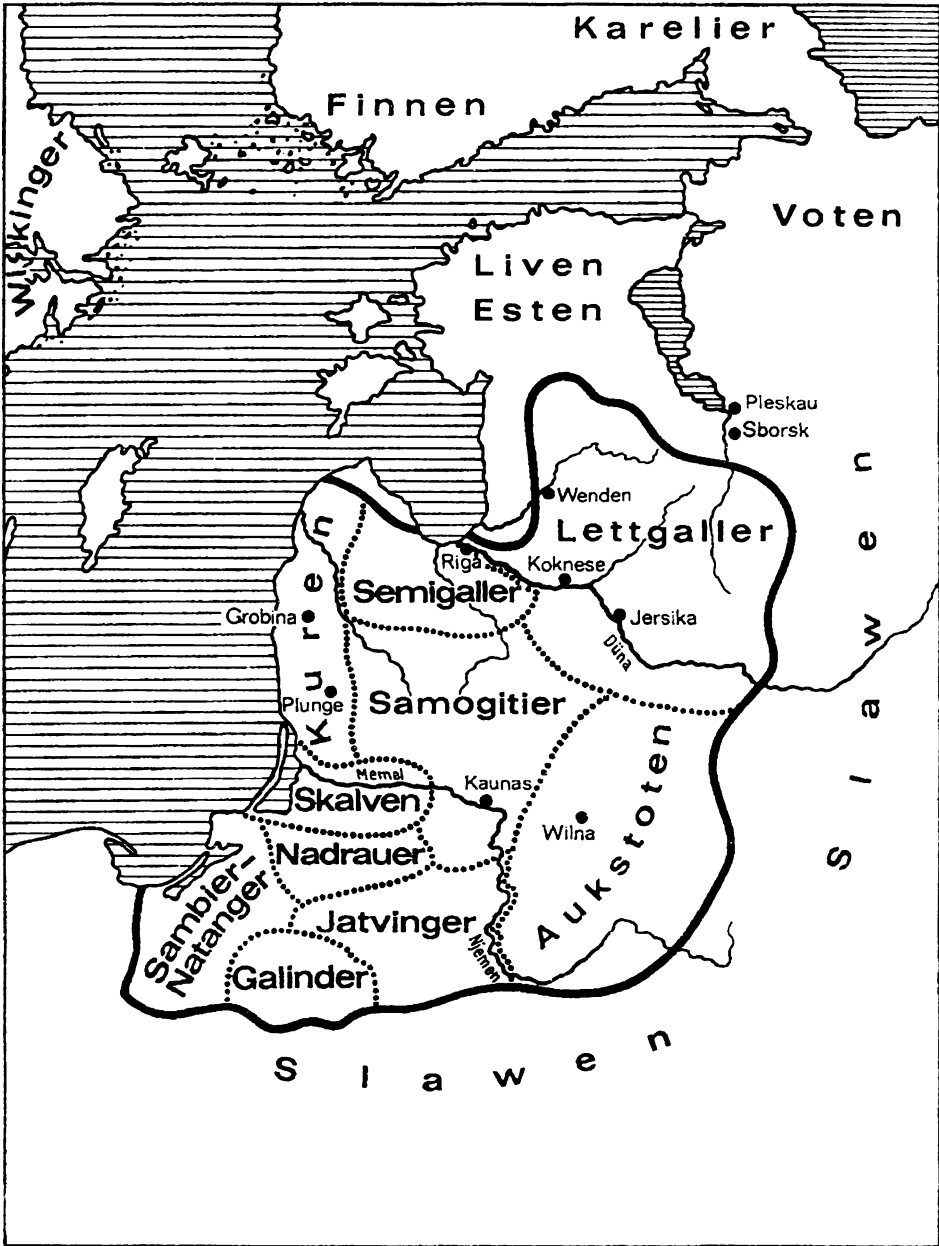 Karelier
Finnen
Wikinger
Voten
Liven
Esten
Pleskau
Sborsk
Wenden
Lettgaller
Riga
Koknese
Semigaller
Grobina
Jersika
Kuren
Düna
Plunge
Samogitier
Slawen
Memel
Skalven
Kaunas
Wilna
Nadrauer
Aukstoten
Sambier-
Natanger
Jatvinger
Njemen
Galinder
Slawen